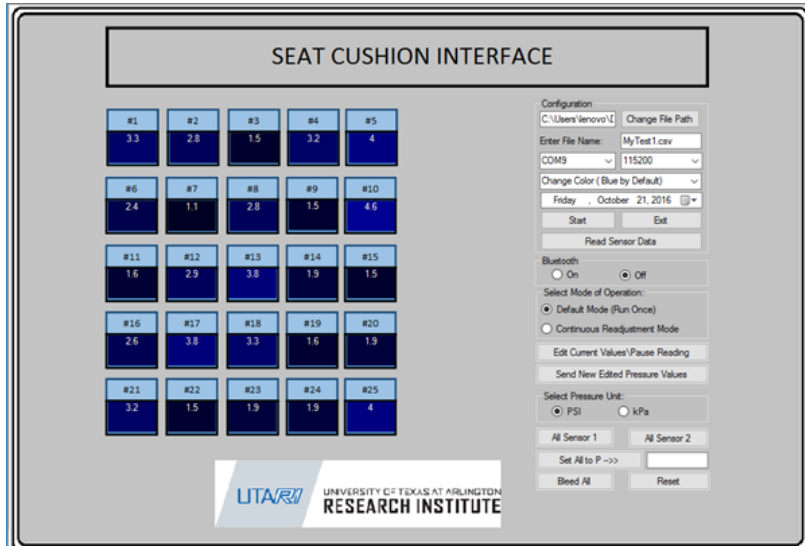 SEAT CUSHION INTERFACE
#1 #2 #3 #4 #5
3.3 2.8 1.5 3.2 4
#6 #7 #8 #9 #10
2.4 1.1 2.8 1.5 4.6
#11 #12 #13 #14 #15
1.6 2.9 3.8 1.9 1.5
#16 #17 #18 #19 #20
2.6 3.8 3.3 1.6 1.9
#21 #22 #23 #24 #25
3.2 1.5 1.9 1.9 4
Configuration
C:\Users\lenovo\D Change File Path
Enter File Name: MyTest1.csv
COM9 115200
Change Color ( Blue by Default)
Friday , October 21, 2016
Start Exit
Read Sensor Data
Bluetooth
On Off
Select Mode of Operation:
Default Mode (Run Once)
Continuous Readjustment Mode
Edit Current Values\Pause Reading
Send New Edited Pressure Values
Select Pressure Unit:
PSI kPa
All Sensor 1 All Sensor 2
Set All to P -->>
Bleed All Reset
UTARI UNIVERSITY OF TEXAS AT ARLINGTON
RESEARCH INSTITUTE